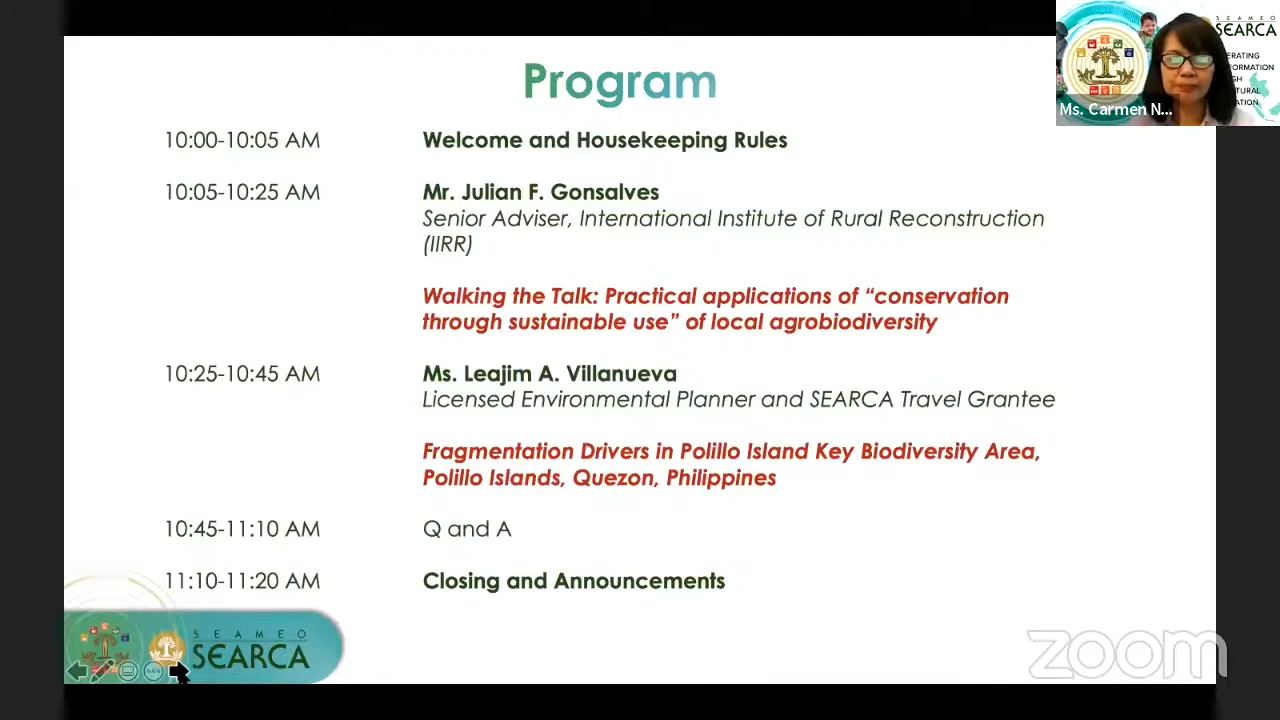 Program
10:00-10:05 AM Welcome and Housekeeping Rules
10:05-10:25 AM Mr. Julian F. Gonsalves
Senior Adviser, International Institute of Rural Reconstruction
(IIRR)
Walking the Talk: Practical applications of “conservation
through sustainable use” of local agrobiodiversity
10:25-10:45 AM Ms. Leajim A. Villanueva
Licensed Environmental Planner and SEARCA Travel Grantee
Fragmentation Drivers in Polillo Island Key Biodiversity Area,
Polillo Islands, Quezon, Philippines
10:45-11:10 AM Q and A
11:10-11:20 AM Closing and Announcements
SEAMEO
SEARCA
zoom
SEAMEO
SEARCA
Ms. Carmen N...